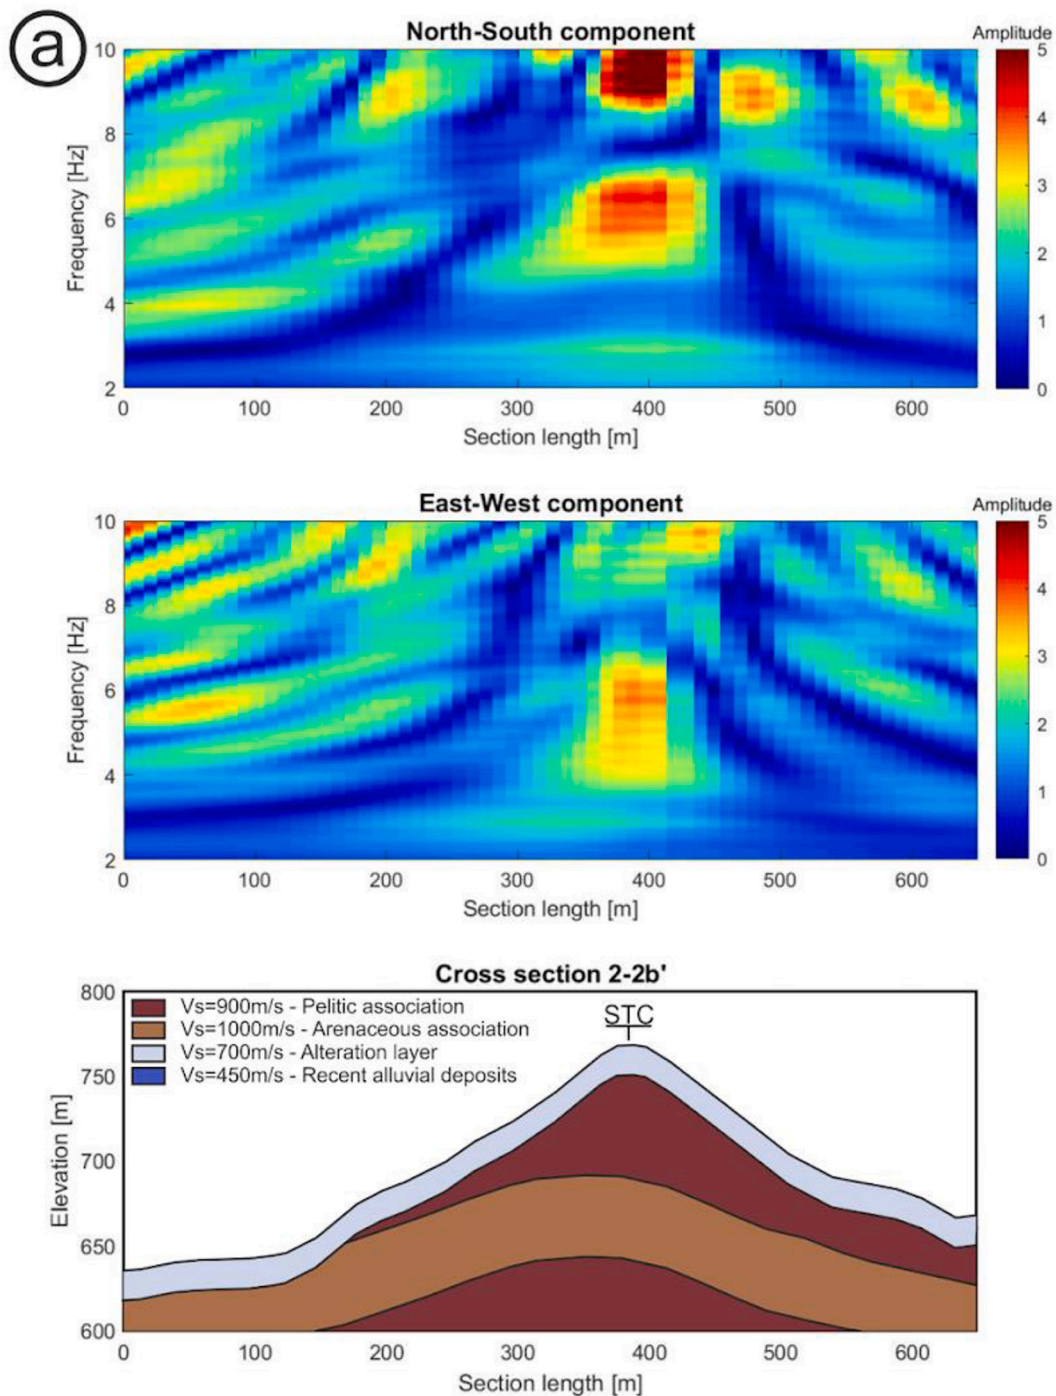 a
North-South component
Amplitude
10
8
6
4
2
Frequency [Hz]
0 100 200 300 400 500 600
Section length [m]
5
4
3
2
1
0
East-West component
Amplitude
10
8
6
4
2
Frequency [Hz]
0 100 200 300 400 500 600
Section length [m]
5
4
3
2
1
0
Cross section 2-2b'
800
750
700
650
600
Elevation [m]
Vs=900m/s - Pelitic association
Vs=1000m/s - Arenaceous association
Vs=700m/s - Alteration layer
Vs=450m/s - Recent alluvial deposits
STC
0 100 200 300 400 500 600
Section length [m]